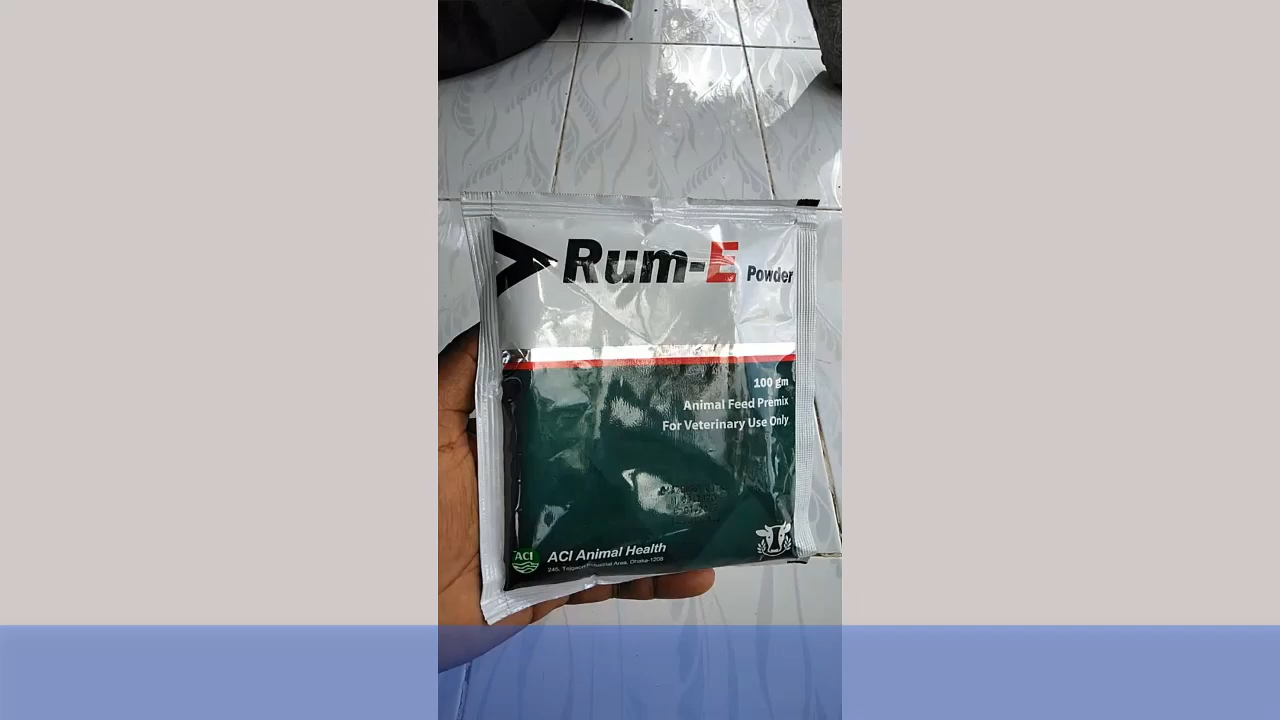 Rum-E Powder
100 gm
Animal Feed Premix
For Veterinary Use Only
ACI
ACI Animal Health
245, Tejgaon Industrial Area, Dhaka-1208